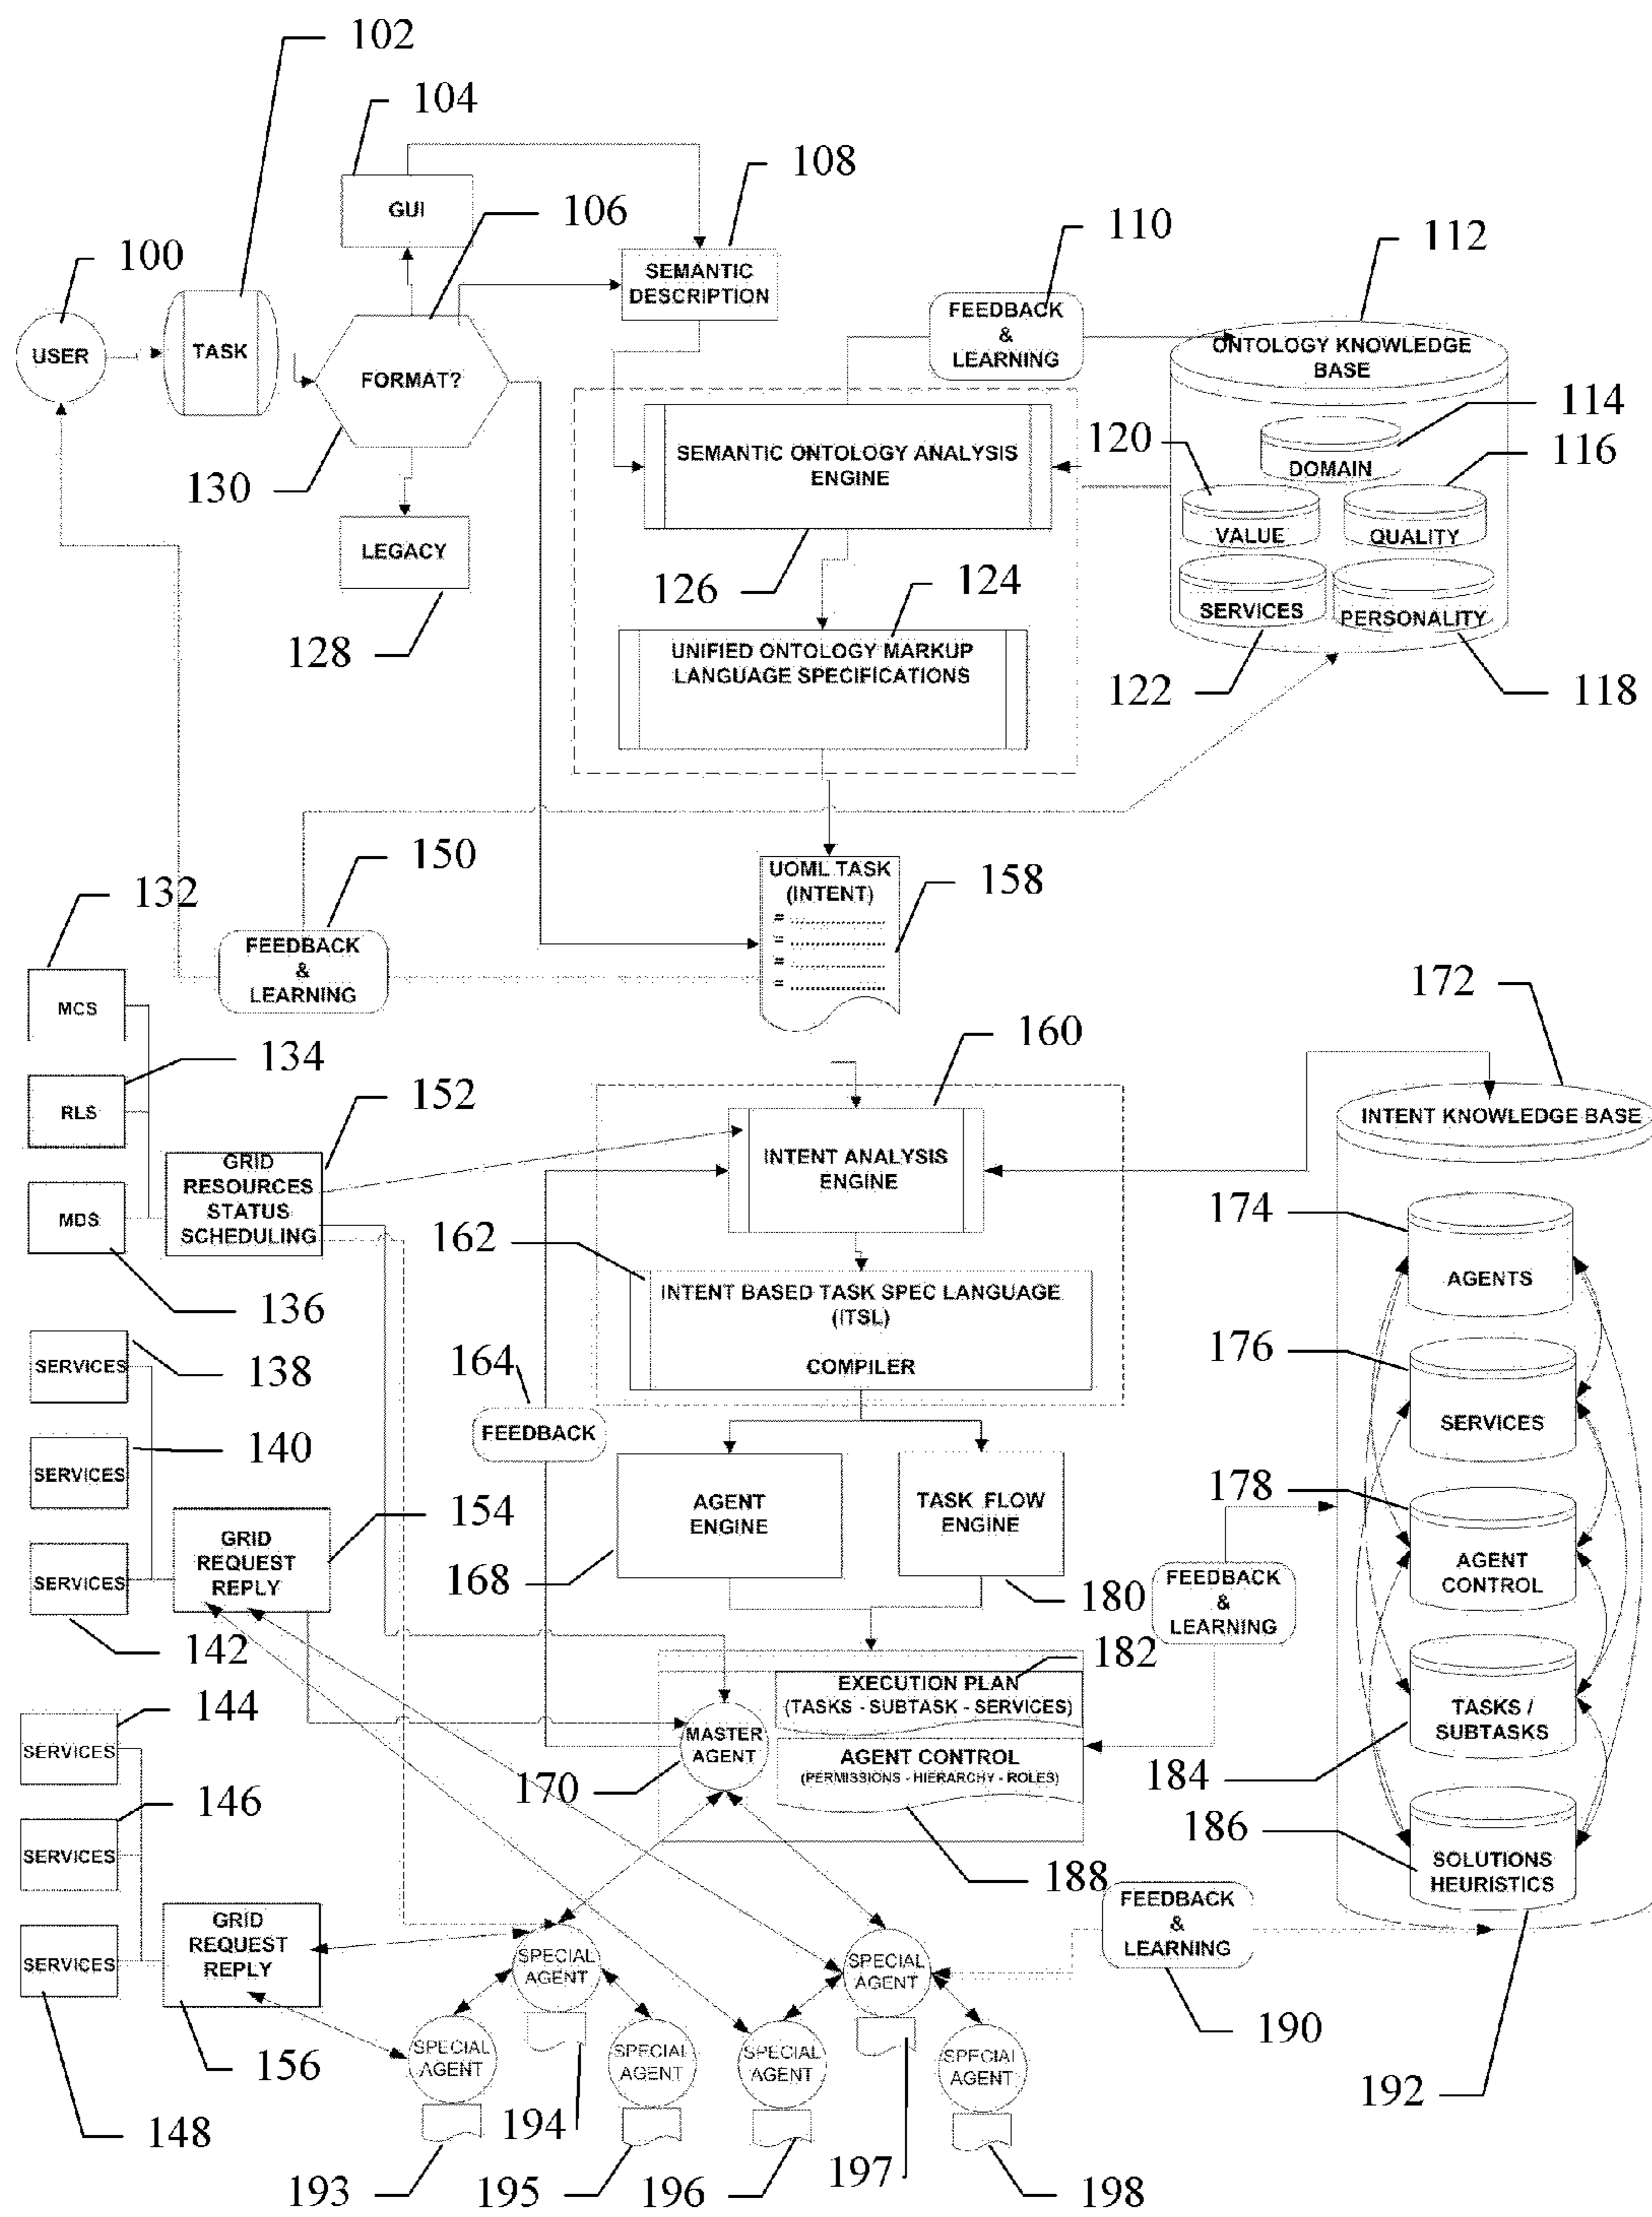 102
104
GUI
106
108
SEMANTIC
DESCRIPTION
110
FEEDBACK
&
LEARNING
112
ONTOLOGY KNOWLEDGE
BASE
114
DOMAIN
116
QUALITY
120
VALUE
SERVICES
122
PERSONALITY
118
100
USER
TASK
FORMAT?
130
LEGACY
128
SEMANTIC ONTOLOGY ANALYSIS
ENGINE
126
124
UNIFIED ONTOLOGY MARKUP
LANGUAGE SPECIFICATIONS
150
FEEDBACK
&
LEARNING
UOML TASK
(INTENT)
= ....................
= ....................
= ....................
= ....................
158
132
MCS
134
RLS
152
MDS
136
GRID
RESOURCES
STATUS
SCHEDULING
160
INTENT ANALYSIS
ENGINE
162
INTENT BASED TASK SPEC LANGUAGE
(ITSL)
COMPILER
172
INTENT KNOWLEDGE BASE
174
AGENTS
176
SERVICES
178
AGENT
CONTROL
TASKS /
SUBTASKS
184
186
SOLUTIONS
HEURISTICS
192
SERVICES
138
SERVICES
140
SERVICES
142
154
GRID
REQUEST
REPLY
164
FEEDBACK
AGENT
ENGINE
168
TASK FLOW
ENGINE
180
FEEDBACK
&
LEARNING
182
EXECUTION PLAN
(TASKS - SUBTASK - SERVICES)
MASTER
AGENT
170
AGENT CONTROL
(PERMISSIONS - HIERARCHY - ROLES)
188
144
SERVICES
146
SERVICES
SERVICES
148
GRID
REQUEST
REPLY
156
FEEDBACK
&
LEARNING
190
SPECIAL
AGENT
SPECIAL
AGENT
SPECIAL
AGENT
SPECIAL
AGENT
SPECIAL
AGENT
SPECIAL
AGENT
194
197
193
195
196
198